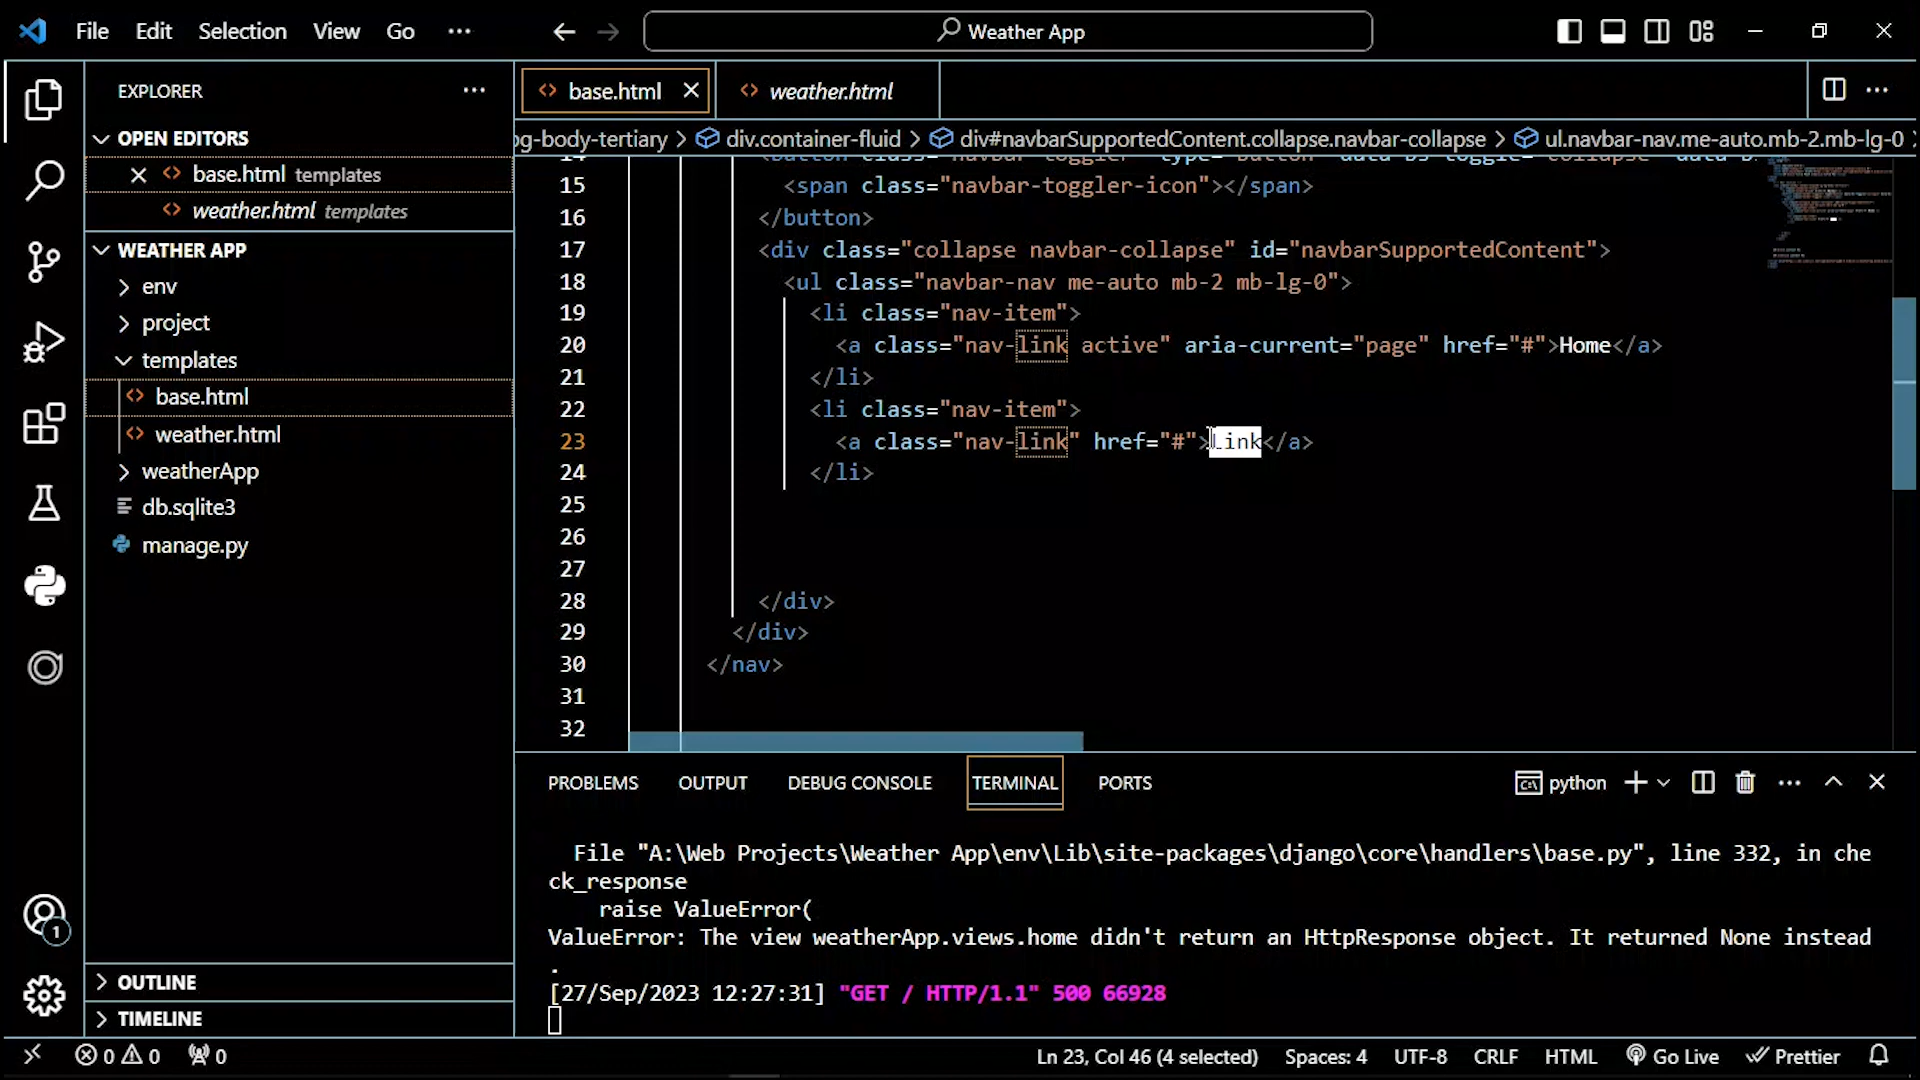 File Edit Selection View Go ··· Weather App
EXPLORER ···
OPEN EDITORS
base.html templates
weather.html templates
WEATHER APP
env
project
templates
base.html
weather.html
weatherApp
db.sqlite3
manage.py
OUTLINE
TIMELINE
base.html weather.html
-body-tertiary > div.container-fluid > div#navbarSupportedContent.collapse.navbar-collapse > ul.navbar-nav.me-auto.mb-2.mb-lg-0
15 <span class="navbar-toggler-icon"></span>
16 </button>
17 <div class="collapse navbar-collapse" id="navbarSupportedContent">
18 <ul class="navbar-nav me-auto mb-2 mb-lg-0">
19 <li class="nav-item">
20 <a class="nav-link active" aria-current="page" href="#">Home</a>
21 </li>
22 <li class="nav-item">
23 <a class="nav-link" href="#">Link</a>
24 </li>
25
26
27
28 </div>
29 </div>
30 </nav>
31
32
PROBLEMS OUTPUT DEBUG CONSOLE TERMINAL PORTS python
File "A:\Web Projects\Weather App\env\Lib\site-packages\django\core\handlers\base.py", line 332, in che
ck_response
raise ValueError(
ValueError: The view weatherApp.views.home didn't return an HttpResponse object. It returned None instead
.
[27/Sep/2023 12:27:31] "GET / HTTP/1.1" 500 66928
0 0 0 Ln 23, Col 46 (4 selected) Spaces: 4 UTF-8 CRLF HTML Go Live Prettier
1